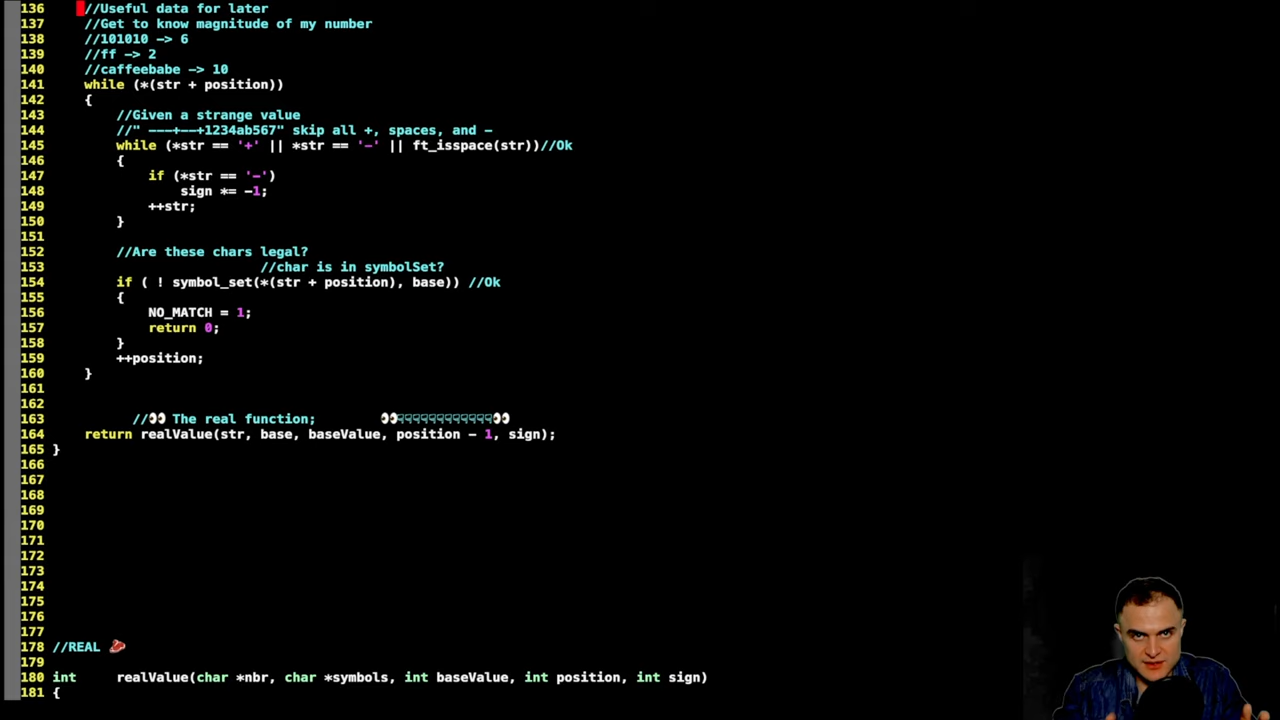 136 //Useful data for later
137 //Get to know magnitude of my number
138 //101010 -> 6
139 //ff -> 2
140 //caffeebabe -> 10
141 while (*(str + position))
142 {
143 //Given a strange value
144 //" ---+--+1234ab567" skip all +, spaces, and -
145 while (*str == '+' || *str == '-' || ft_isspace(str))//Ok
146 {
147 if (*str == '-')
148 sign *= -1;
149 ++str;
150 }
151
152 //Are these chars legal?
153 //char is in symbolSet?
154 if ( ! symbol_set(*(str + position), base)) //Ok
155 {
156 NO_MATCH = 1;
157 return 0;
158 }
159 ++position;
160 }
161
162
163 //👀 The real function; 👀☟☟☟☟☟☟☟☟☟☟☟☟👀
164 return realValue(str, base, baseValue, position - 1, sign);
165 }
166
167
168
169
170
171
172
173
174
175
176
177
178 //REAL 🥩
179
180 int realValue(char *nbr, char *symbols, int baseValue, int position, int sign)
181 {